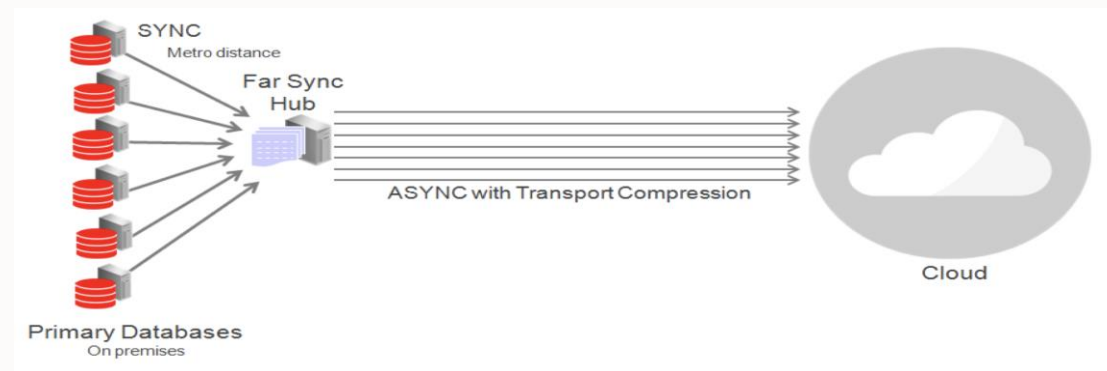 SYNC
Metro distance
Far Sync
Hub
ASYNC with Transport Compression
Cloud
Primary Databases
On premises